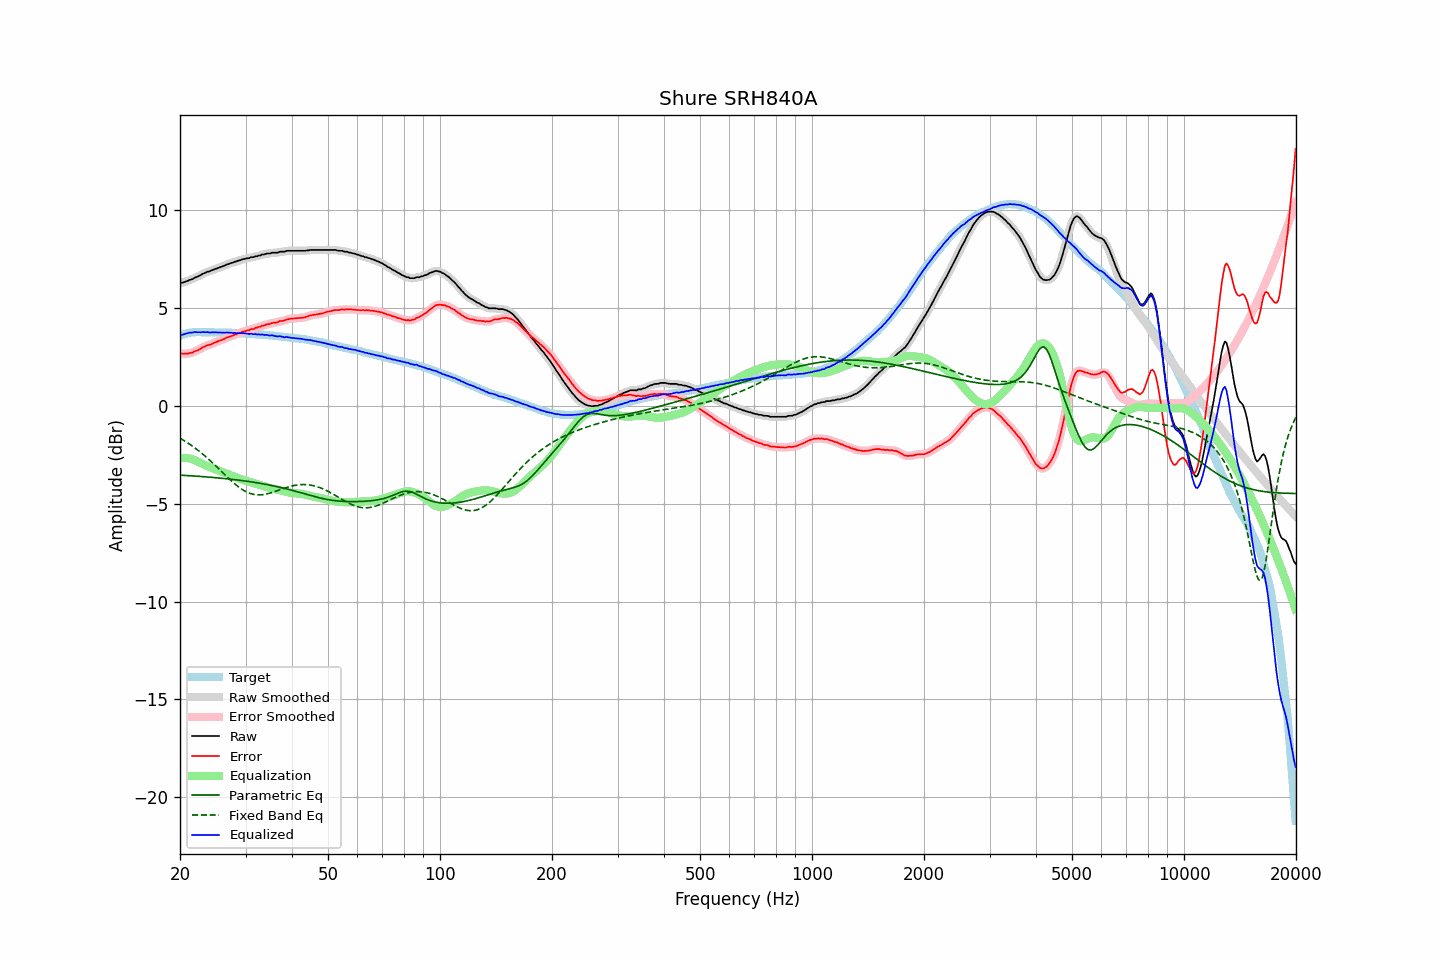 Shure SRH840A
Amplitude (dBr)
10
5
0
−5
−10
−15
−20
Target
Raw Smoothed
Error Smoothed
Raw
Error
Equalization
Parametric Eq
Fixed Band Eq
Equalized
20 50 100 200 500 1000 2000 5000 10000 20000
Frequency (Hz)